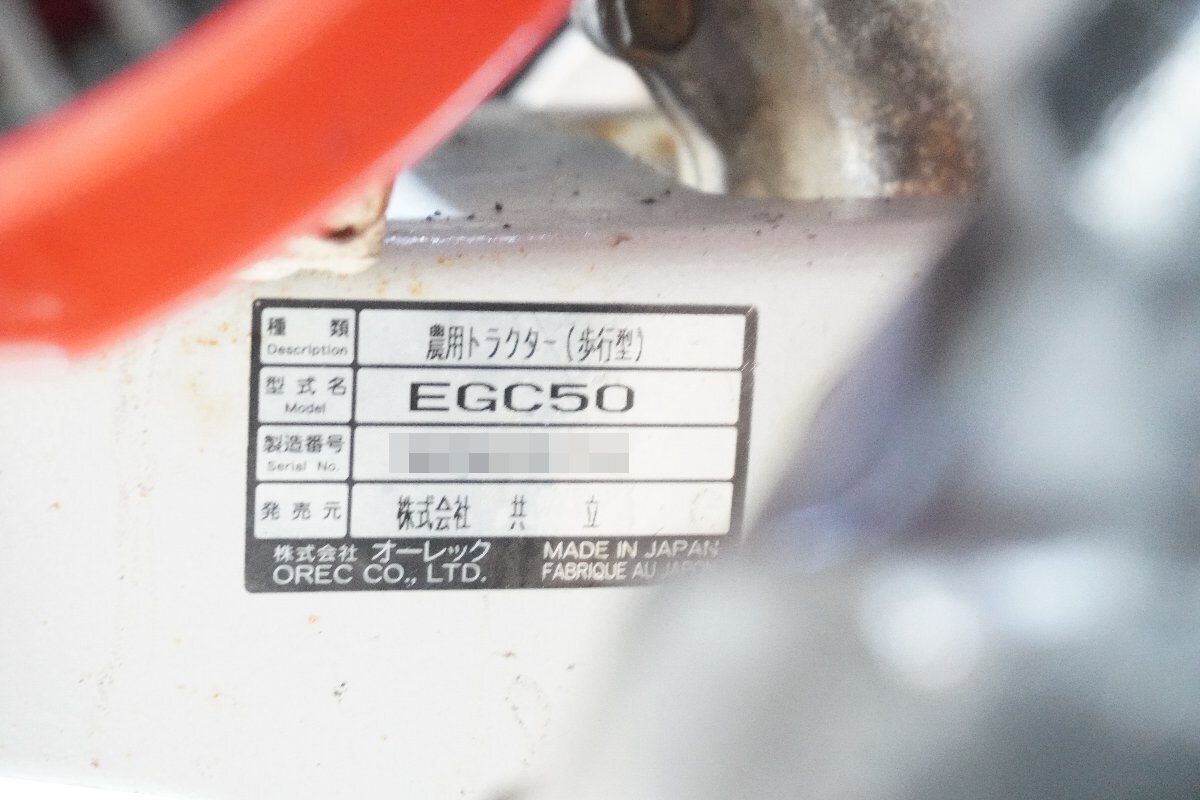 種 類 農用トラクター(歩行型)
Description
型式名 EGC50
Model
製造番号
Serial No.
発売元 株式会社 共 立
株式会社 オーレック MADE IN JAPAN
OREC CO., LTD. FABRIQUE AU JAPON